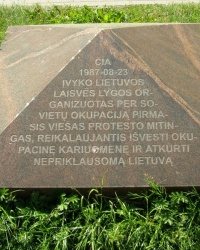 ČIA
1987-08-23
ĮVYKO LIETUVOS
LAISVĖS LYGOS OR-
GANIZUOTAS PER SO-
VIETŲ OKUPACIJĄ PIRMA-
SIS VIEŠAS PROTESTO MITIN-
GAS, REIKALAUJANTIS IŠVESTI OKU-
PACINĘ KARIUOMENĘ IR ATKURTI
NEPRIKLAUSOMĄ LIETUVĄ